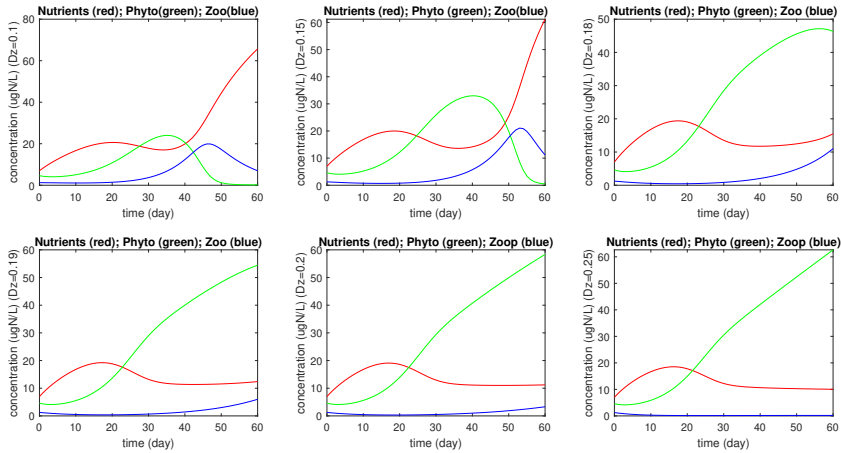 Nutrients (red); Phyto(green); Zoo(blue)
concentration (ugN/L) (Dz=0.1)
80
60
40
20
0
0 10 20 30 40 50 60
time (day)
Nutrients (red); Phyto(green); Zoo(blue)
concentration (ugN/L) (Dz=0.15)
60
50
40
30
20
10
0
0 10 20 30 40 50 60
time (day)
Nutrients (red); Phyto (green); Zoo (blue)
concentration (ugN/L) (Dz=0.18)
50
40
30
20
10
0
0 10 20 30 40 50 60
time (day)
Nutrients (red); Phyto (green); Zoo (blue)
concentration (ugN/L) (Dz=0.19)
60
50
40
30
20
10
0
0 10 20 30 40 50 60
time (day)
Nutrients (red); Phyto (green); Zoop (blue)
concentration (ugN/L) (Dz=0.2)
60
50
40
30
20
10
0
0 10 20 30 40 50 60
time (day)
Nutrients (red); Phyto (green); Zoop (blue)
concentration (ugN/L) (Dz=0.25)
60
50
40
30
20
10
0
0 10 20 30 40 50 60
time (day)